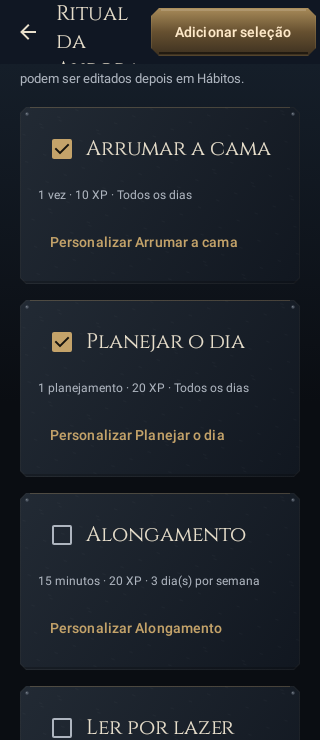 Ritual
da
Adicionar seleção
podem ser editados depois em Hábitos.
Arrumar a cama
1 vez · 10 XP · Todos os dias
Personalizar Arrumar a cama
Planejar o dia
1 planejamento · 20 XP · Todos os dias
Personalizar Planejar o dia
Alongamento
15 minutos · 20 XP · 3 dia(s) por semana
Personalizar Alongamento
Ler por lazer